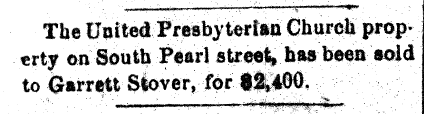 The United Presbyterian Church prop-
erty on South Pearl street, has been sold
to Garrett Stover, for $2,400.